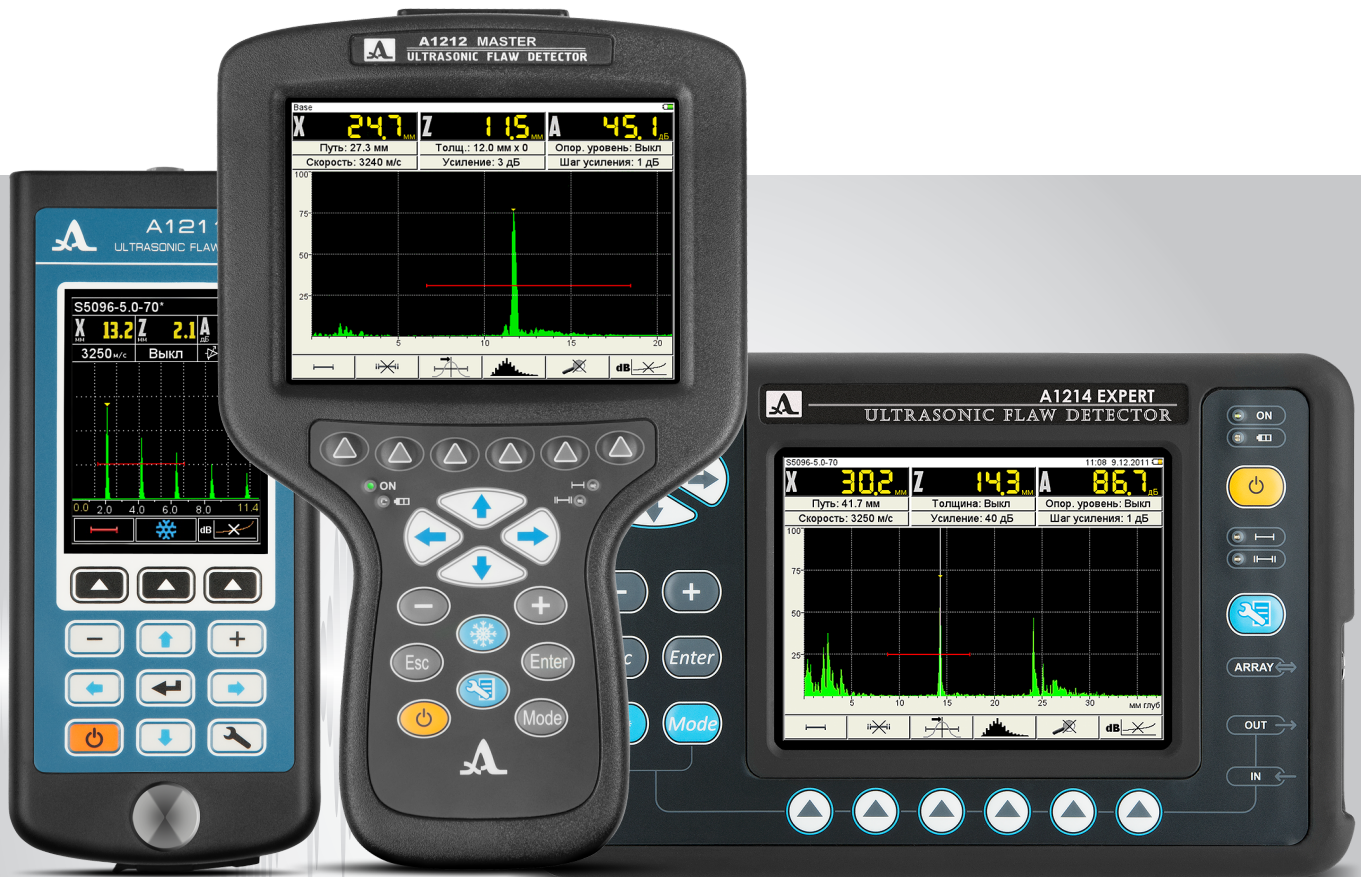 A1212 MASTER
ULTRASONIC FLAW DETECTOR
Base
X 24,7 мм Z 11,5 мм A 45,1 дБ
Путь: 27.3 мм Толщ.: 12.0 мм x 0 Опор. уровень: Выкл
Скорость: 3240 м/с Усиление: 3 дБ Шаг усиления: 1 дБ
100
75
50
25
5 10 15 20
dB
ON
Esc
Enter
Mode
A1211
ULTRASONIC FLAW
S5096-5.0-70*
X мм 13.2 Z мм 2.1 A дБ
3250 м/с Выкл
0.0 2.0 4.0 6.0 8.0 11.4
dB
A1214 EXPERT
ULTRASONIC FLAW DETECTOR
S5096-5.0-70 11:08 9.12.2011
X 30,2 мм Z 14,3 мм A 86,7 дБ
Путь: 41.7 мм Толщина: Выкл Опор. уровень: Выкл
Скорость: 3250 м/с Усиление: 40 дБ Шаг усиления: 1 дБ
100
75
50
25
5 10 15 20 25 30 мм глуб
dB
c
Enter
Mode
ON
ARRAY
OUT
IN